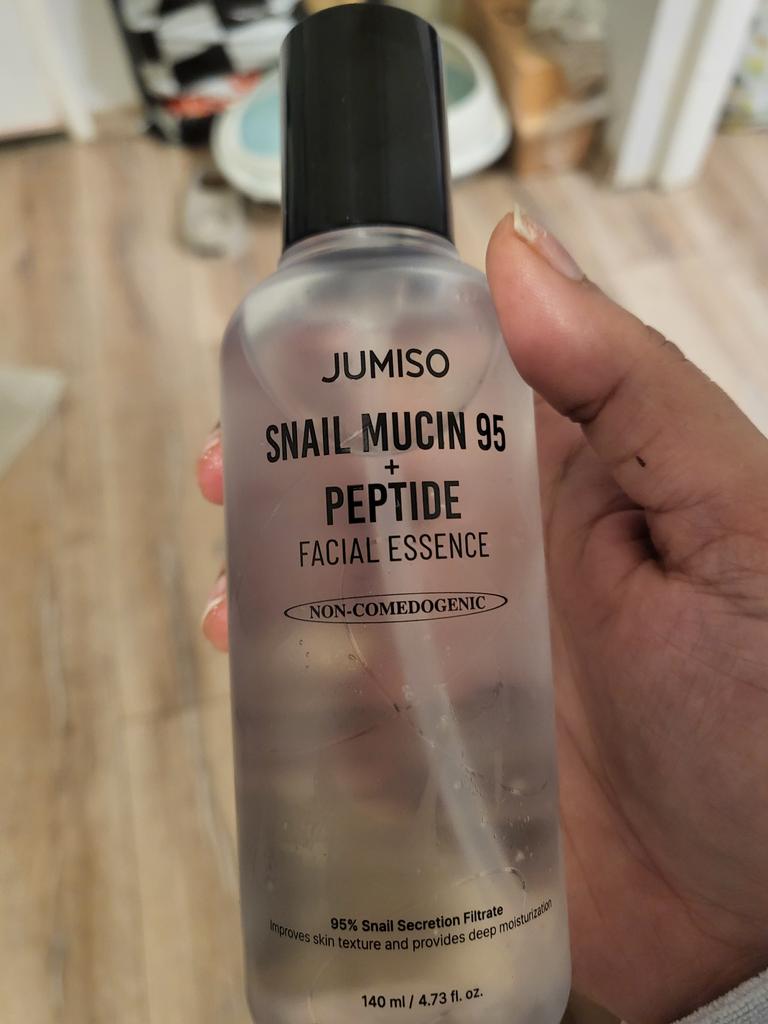 JUMISO
SNAIL MUCIN 95
+
PEPTIDE
FACIAL ESSENCE
NON-COMEDOGENIC
95% Snail Secretion Filtrate
Improves skin texture and provides deep moisturization
140 ml / 4.73 fl. oz.